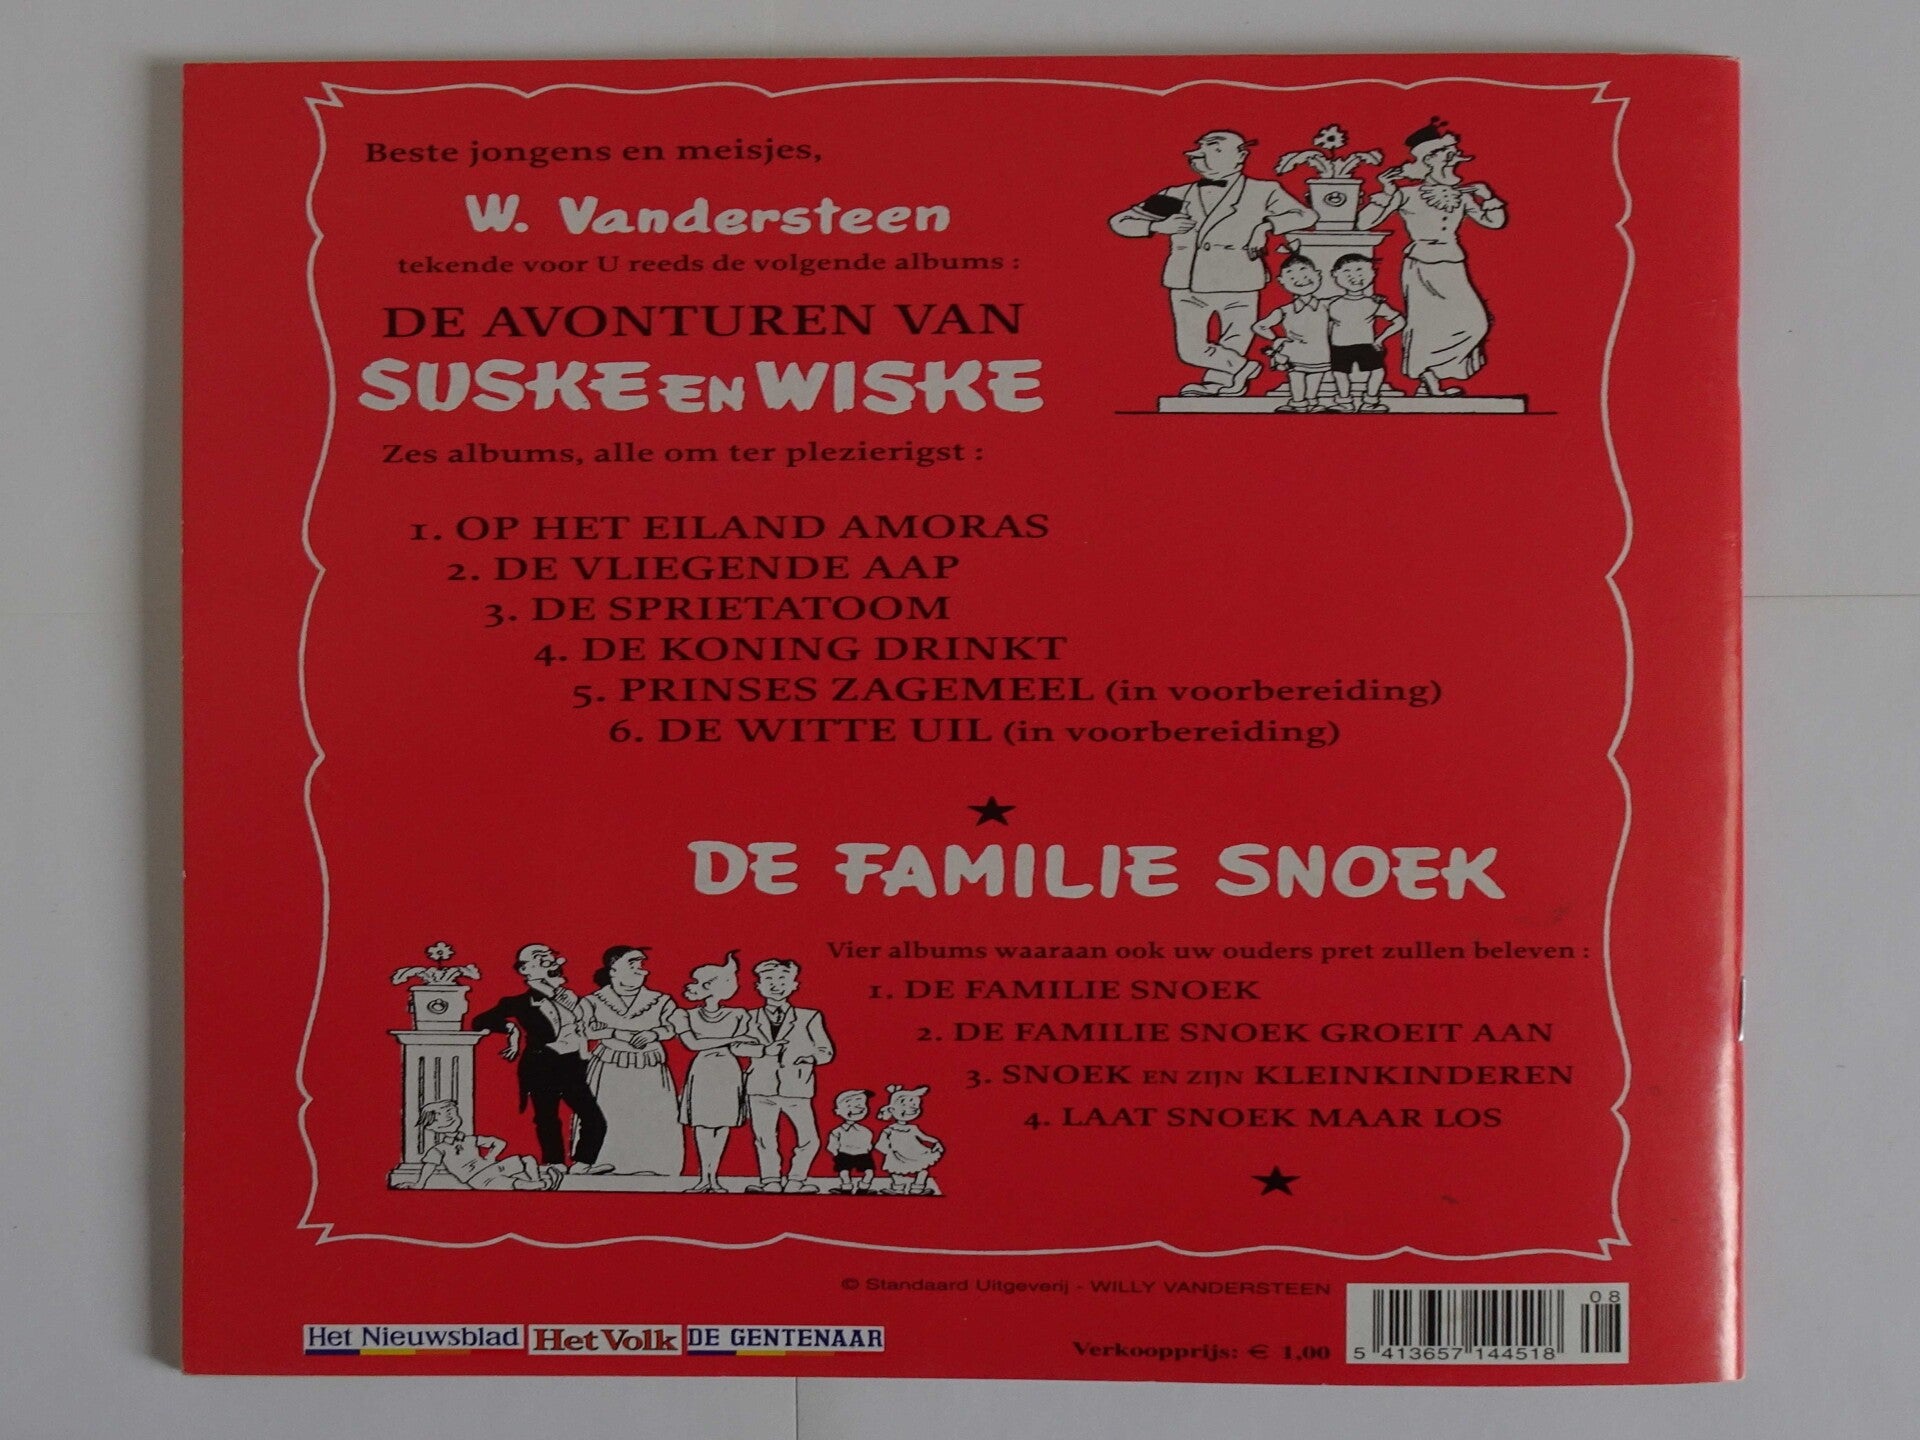 Beste jongens en meisjes,
W. Vandersteen
tekende voor U reeds de volgende albums :
DE AVONTUREN VAN
SUSKE EN WISKE
Zes albums, alle om ter plezierigst :
1. OP HET EILAND AMORAS
2. DE VLIEGENDE AAP
3. DE SPRIETATOOM
4. DE KONING DRINKT
5. PRINSES ZAGEMEEL (in voorbereiding)
6. DE WITTE UIL (in voorbereiding)
★
DE FAMILIE SNOEK
Vier albums waaraan ook uw ouders pret zullen beleven :
1. DE FAMILIE SNOEK
2. DE FAMILIE SNOEK GROEIT AAN
3. SNOEK EN ZIJN KLEINKINDEREN
4. LAAT SNOEK MAAR LOS
★
© Standaard Uitgeverij - WILLY VANDERSTEEN
Het Nieuwsblad Het Volk DE GENTENAAR
Verkoopprijs: € 1,00
08
5 413657 144518